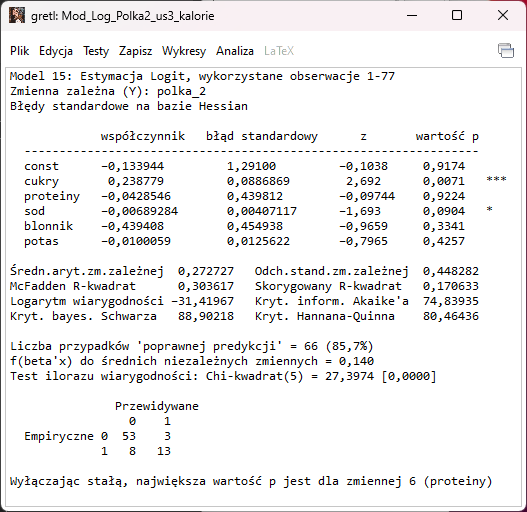 gretl: Mod_Log_Polka2_us3_kalorie
Plik Edycja Testy Zapisz Wykresy Analiza LaTeX
Model 15: Estymacja Logit, wykorzystane obserwacje 1-77
Zmienna zależna (Y): polka_2
Błędy standardowe na bazie Hessian
współczynnik błąd standardowy z wartość p
-----------------------------------------------------------------
const −0,133944 1,29100 −0,1038 0,9174
cukry 0,238779 0,0886869 2,692 0,0071 ***
proteiny −0,0428546 0,439812 −0,09744 0,9224
sod −0,00689284 0,00407117 −1,693 0,0904 *
blonnik −0,439408 0,454938 −0,9659 0,3341
potas −0,0100059 0,0125622 −0,7965 0,4257
Średn.aryt.zm.zależnej 0,272727 Odch.stand.zm.zależnej 0,448282
McFadden R-kwadrat 0,303617 Skorygowany R-kwadrat 0,170633
Logarytm wiarygodności −31,41967 Kryt. inform. Akaike'a 74,83935
Kryt. bayes. Schwarza 88,90218 Kryt. Hannana-Quinna 80,46436
Liczba przypadków 'poprawnej predykcji' = 66 (85,7%)
f(beta'x) do średnich niezależnych zmiennych = 0,140
Test ilorazu wiarygodności: Chi-kwadrat(5) = 27,3974 [0,0000]
Przewidywane
0 1
Empiryczne 0 53 3
1 8 13
Wyłączając stałą, największa wartość p jest dla zmiennej 6 (proteiny)